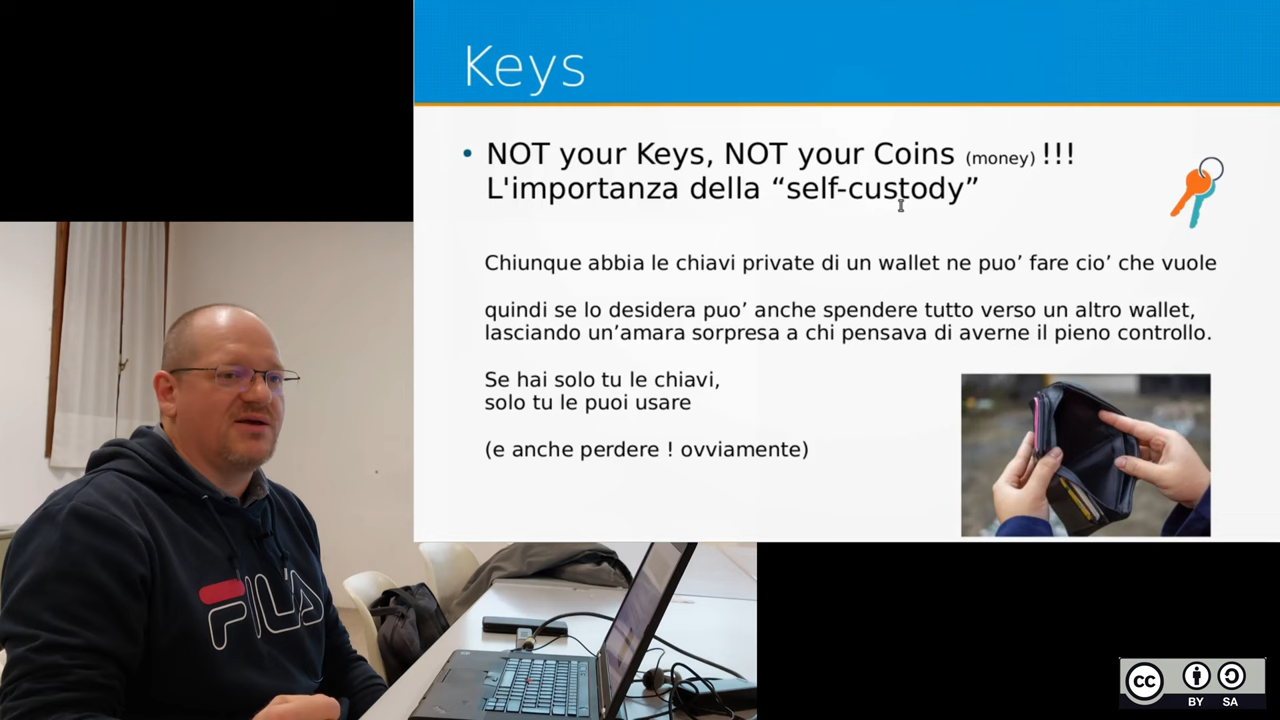 Keys
NOT your Keys, NOT your Coins (money) !!!
L'importanza della “self-custody”
Chiunque abbia le chiavi private di un wallet ne puo’ fare cio’ che vuole
quindi se lo desidera puo’ anche spendere tutto verso un altro wallet,
lasciando un’amara sorpresa a chi pensava di averne il pieno controllo.
Se hai solo tu le chiavi,
solo tu le puoi usare
(e anche perdere ! ovviamente)
FILA
cc
BY SA